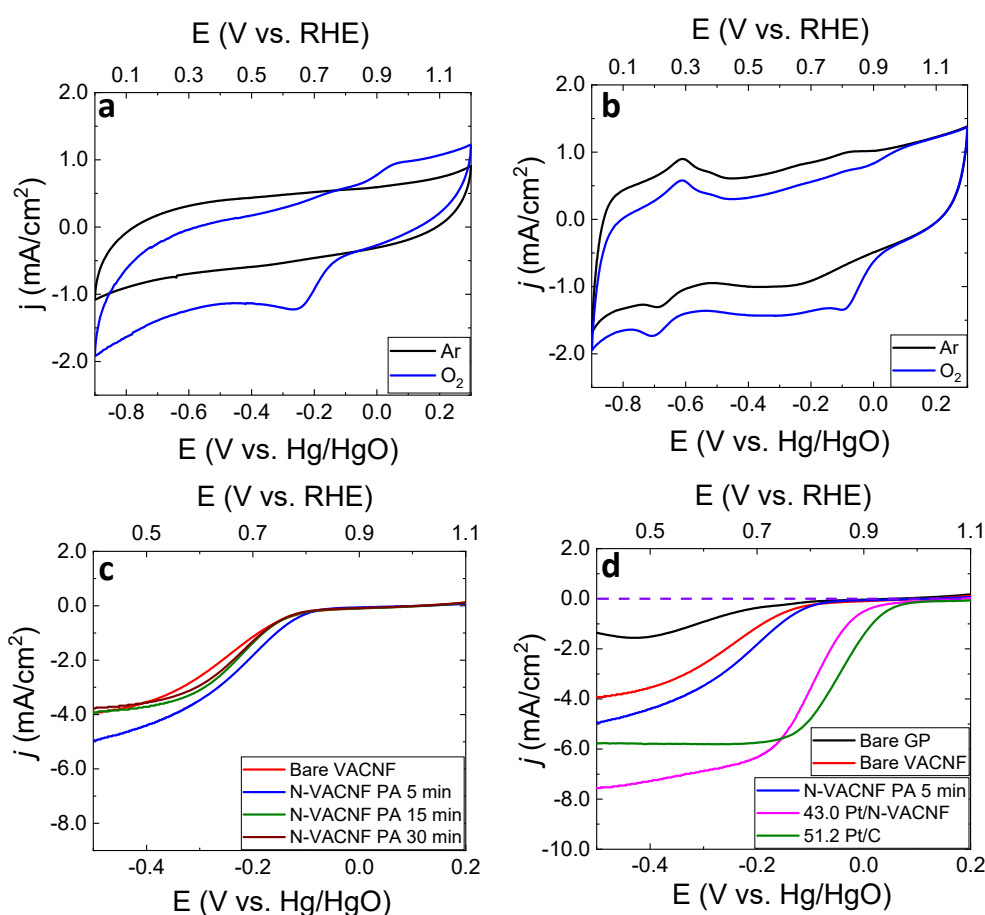 E (V vs. RHE)
0.1 0.3 0.5 0.7 0.9 1.1
a
2.0
1.0
0.0
-1.0
-2.0
j (mA/cm²)
Ar
O₂
-0.8 -0.6 -0.4 -0.2 0.0 0.2
E (V vs. Hg/HgO)
E (V vs. RHE)
0.1 0.3 0.5 0.7 0.9 1.1
b
2.0
1.0
0.0
-1.0
-2.0
j (mA/cm²)
Ar
O₂
-0.8 -0.6 -0.4 -0.2 0.0 0.2
E (V vs. Hg/HgO)
E (V vs. RHE)
0.5 0.7 0.9 1.1
c
2.0
0.0
-2.0
-4.0
-6.0
-8.0
j (mA/cm²)
Bare VACNF
N-VACNF PA 5 min
N-VACNF PA 15 min
N-VACNF PA 30 min
-0.4 -0.2 0.0 0.2
E (V vs. Hg/HgO)
E (V vs. RHE)
0.5 0.7 0.9 1.1
d
2.0
0.0
-2.0
-4.0
-6.0
-8.0
-10.0
j (mA/cm²)
Bare GP
Bare VACNF
N-VACNF PA 5 min
43.0 Pt/N-VACNF
51.2 Pt/C
-0.4 -0.2 0.0 0.2
E (V vs. Hg/HgO)